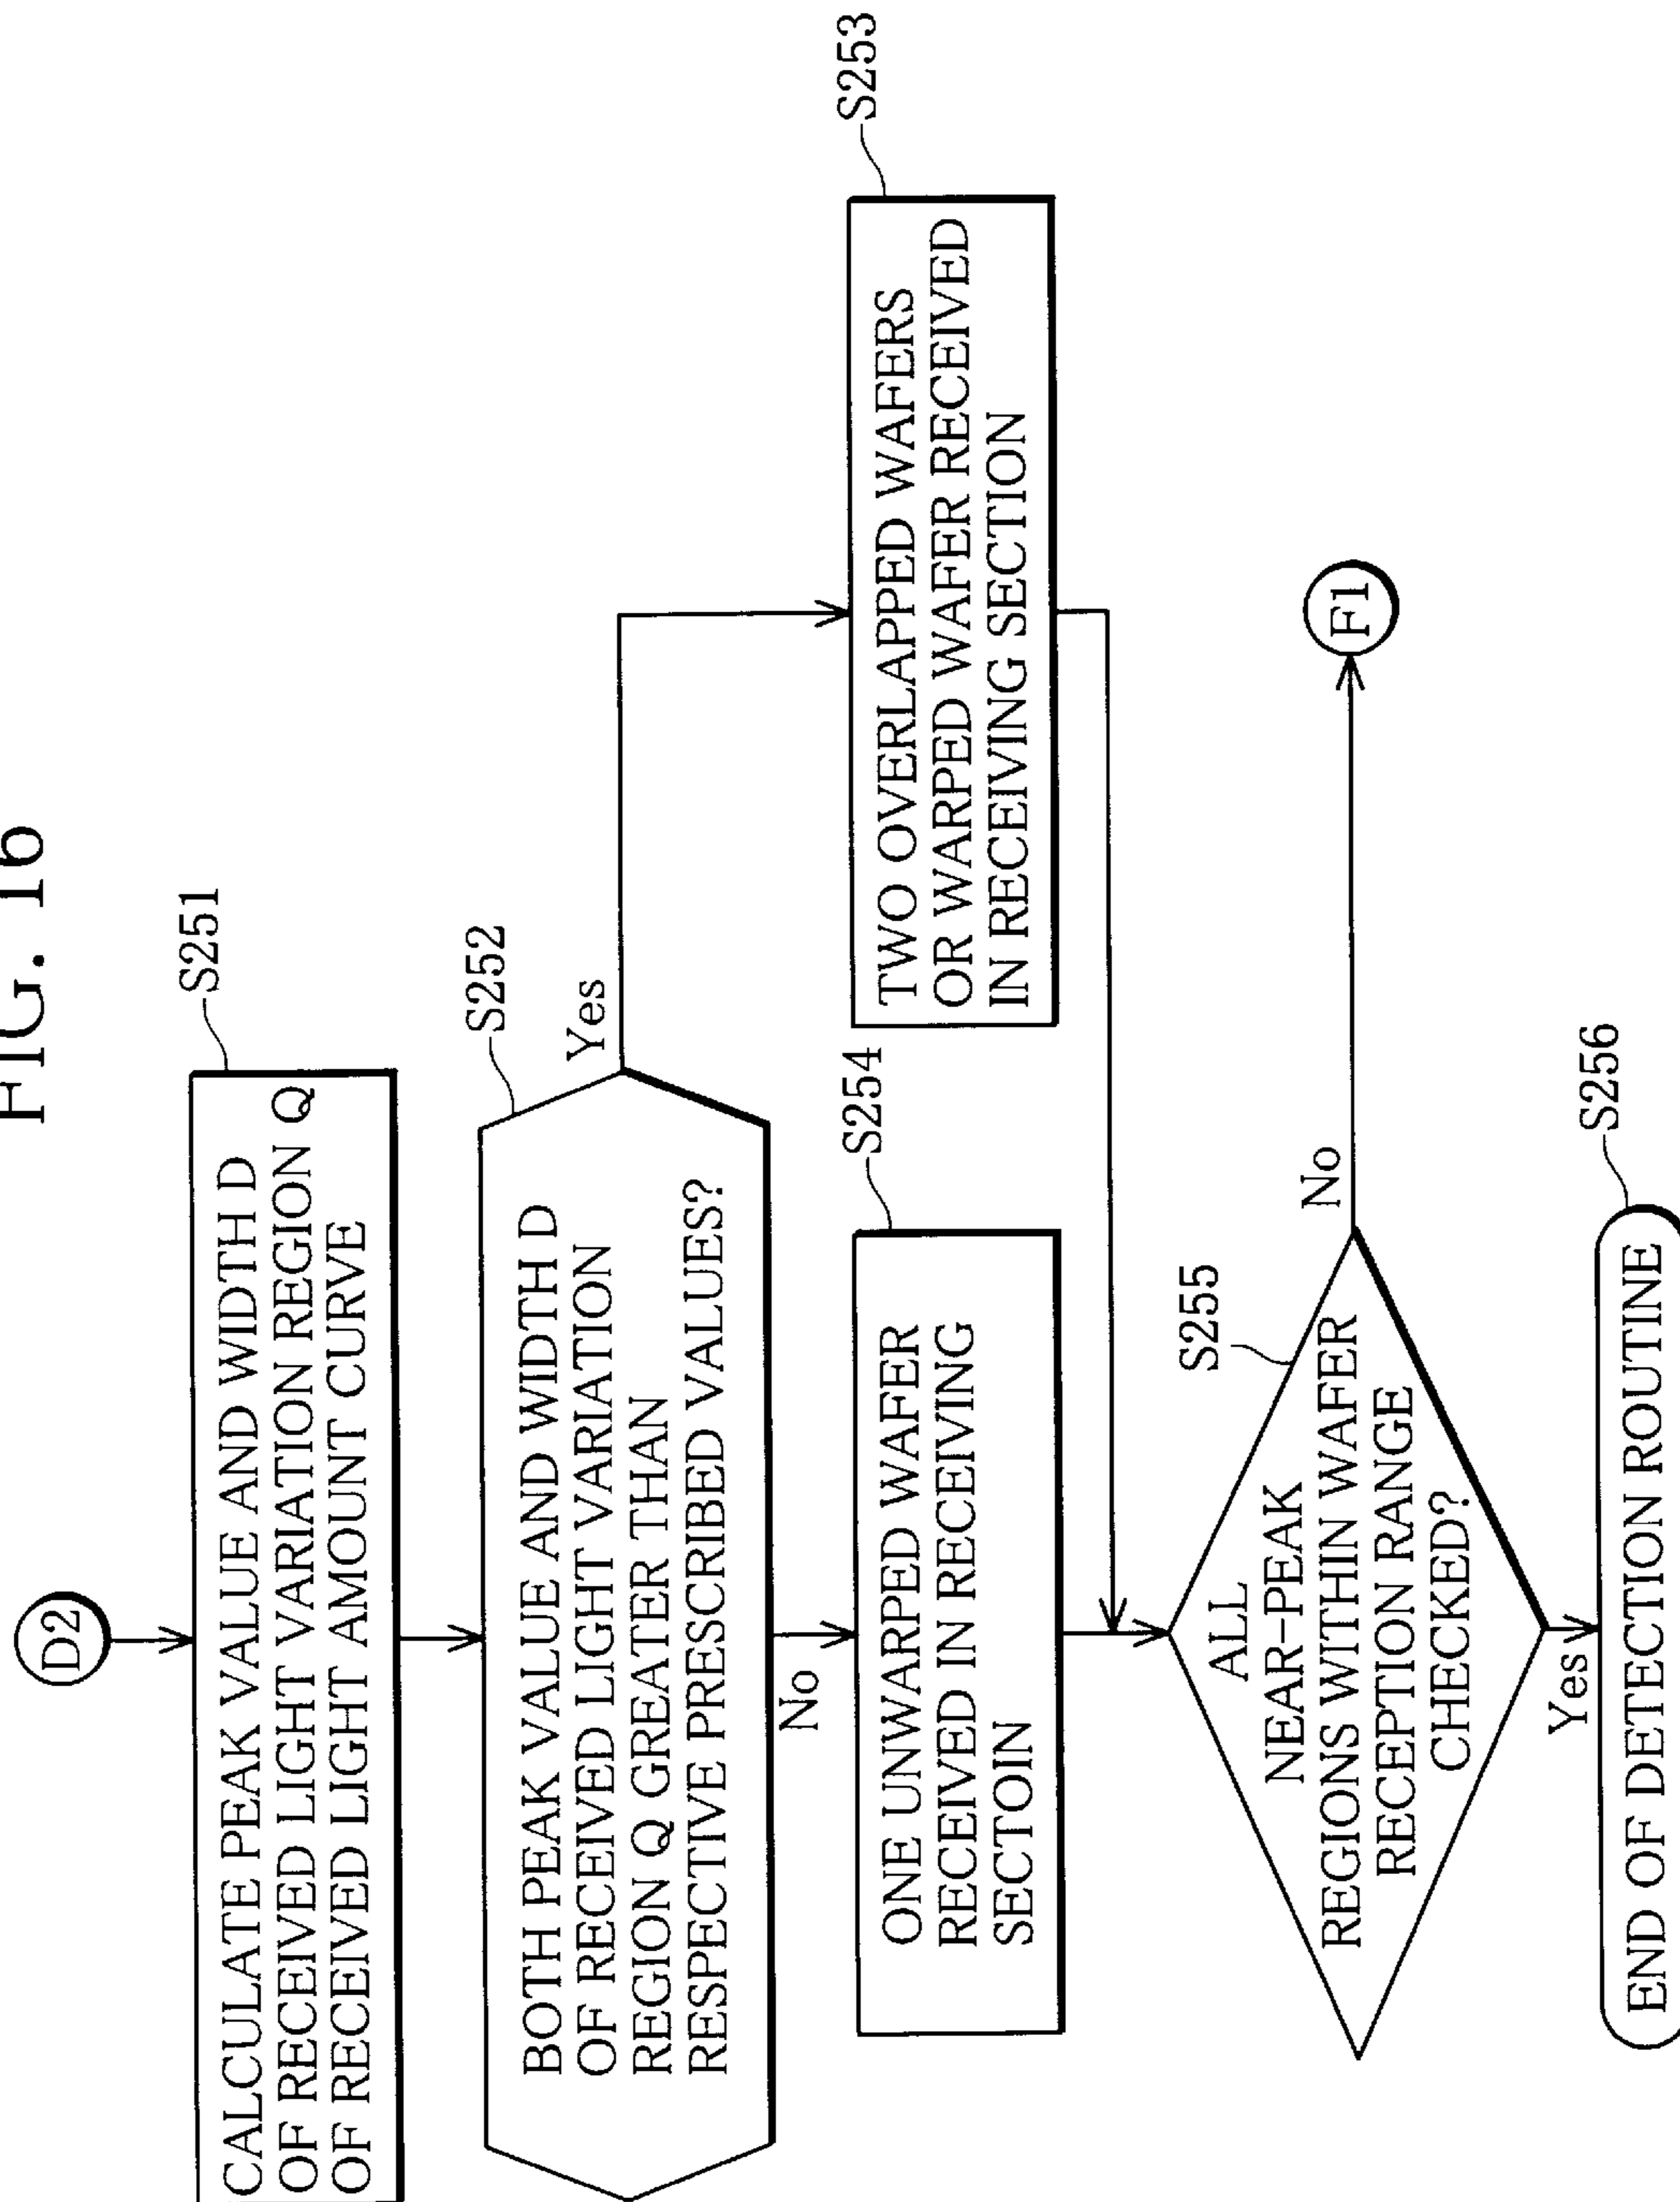 FIG. 16
D2
S251
CALCULATE PEAK VALUE AND WIDTH D
OF RECEIVED LIGHT VARIATION REGION Q
OF RECEIVED LIGHT AMOUNT CURVE
S252
BOTH PEAK VALUE AND WIDTH D
OF RECEIVED LIGHT VARIATION
REGION Q GREATER THAN
RESPECTIVE PRESCRIBED VALUES?
Yes
No
S253
TWO OVERLAPPED WAFERS
OR WARPED WAFER RECEIVED
IN RECEIVING SECTION
S254
ONE UNWARPED WAFER
RECEIVED IN RECEIVING
SECTOIN
S255
ALL
NEAR-PEAK
REGIONS WITHIN WAFER
RECEPTION RANGE
CHECKED?
No
F1
Yes
S256
END OF DETECTION ROUTINE